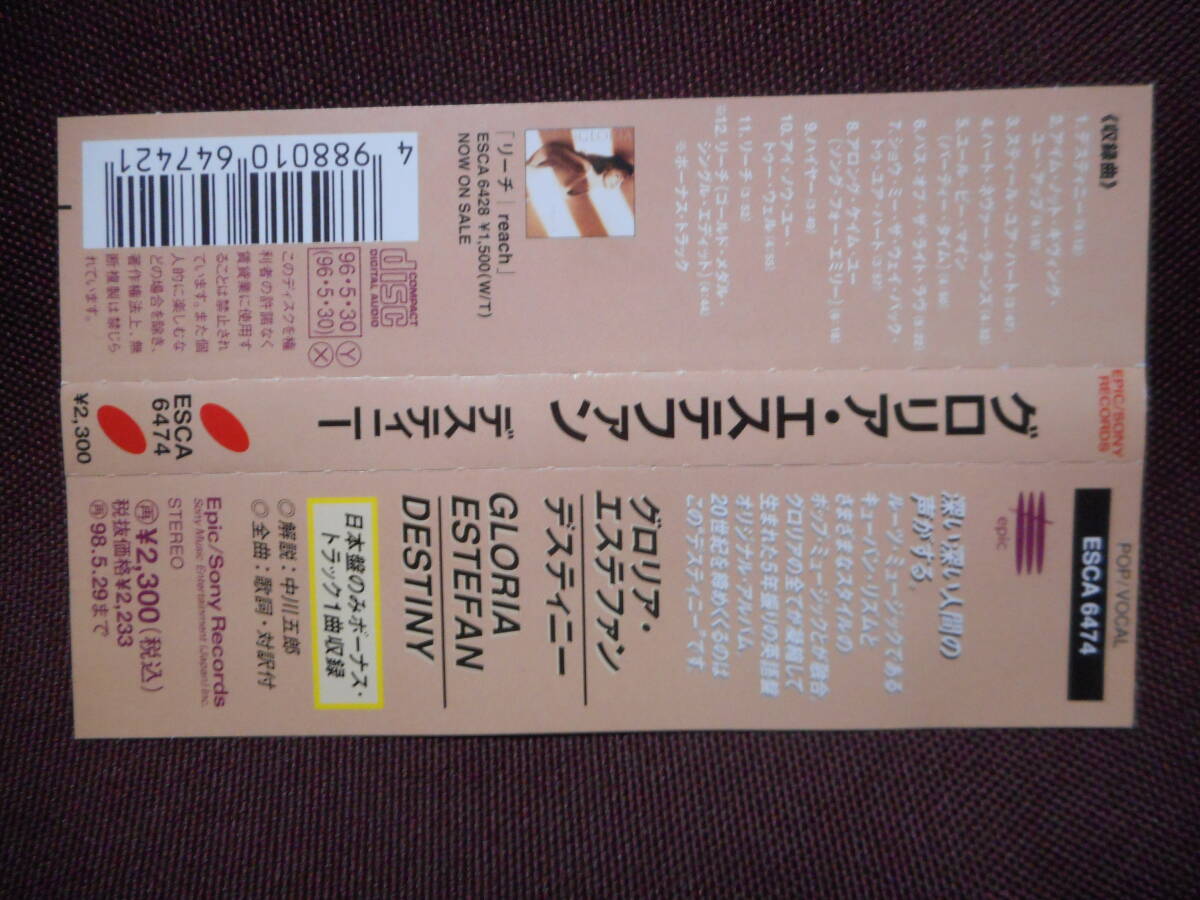 POP/VOCAL
ESCA 6474
epic
深い深い人間の
声がする。
ルーツ・ミュージックである
キューバン・リズムと
さまざまなスタイルの
ポップ・ミュージックとが融合。
グロリアの全てが凝縮して
生まれた5年振りの英語盤
オリジナル・アルバム。
20世紀を締めくくるのは
この“デスティニー”です。
グロリア・
エステファン
デスティニー
GLORIA
ESTEFAN
DESTINY
日本盤のみボーナス・
トラック1曲収録
◎解説:中川五郎
◎全曲:歌詞・対訳付
Epic/Sony Records
Sony Music Entertainment (Japan) Inc.
STEREO
再¥2,300(税込)
税抜価格¥2,233
再98.5.29まで
EPIC/SONY
RECORDS
グロリア・エステファン
デスティニー
ESCA
6474
¥2,300
《収録曲》
1.デスティニー
2.アイム・ノット・ギヴィング・
ユー・アップ
3.ステル・ユア・ハート
4.ハート・ネヴァー・ラーンス
5.ユール・ビー・マイン
(パーティ・タイム)
6.ハス・オ・サ・ナイト・ラヴ
7.ショウ・ミー・ザ・ウェイ・バック・
トゥ・ユア・ハート
8.アロング・ケイム・ユー
(ソング・フォー・エミリー)
9.ハイヤー
10.アイ・ノウ・ユー・
トゥー・ウェル
11.リーチ(3:52)
※12.リーチ(コールド・メタル・
シングル・エディット)
※ボーナス・トラック
「リーチ|reach」
ESCA 6428 ¥1,500(W/T)
NOW ON SALE
COMPACT
disc
DIGITAL AUDIO
96・5・30 Y
(96・5・30) X
このディスクを権
利者の許諾なく
賃貸業に使用す
ることは禁止され
ています。また個
人的に楽しむな
どの場合を除き、
著作権法上、無
断複製は禁じら
れています。
4 988010 647421